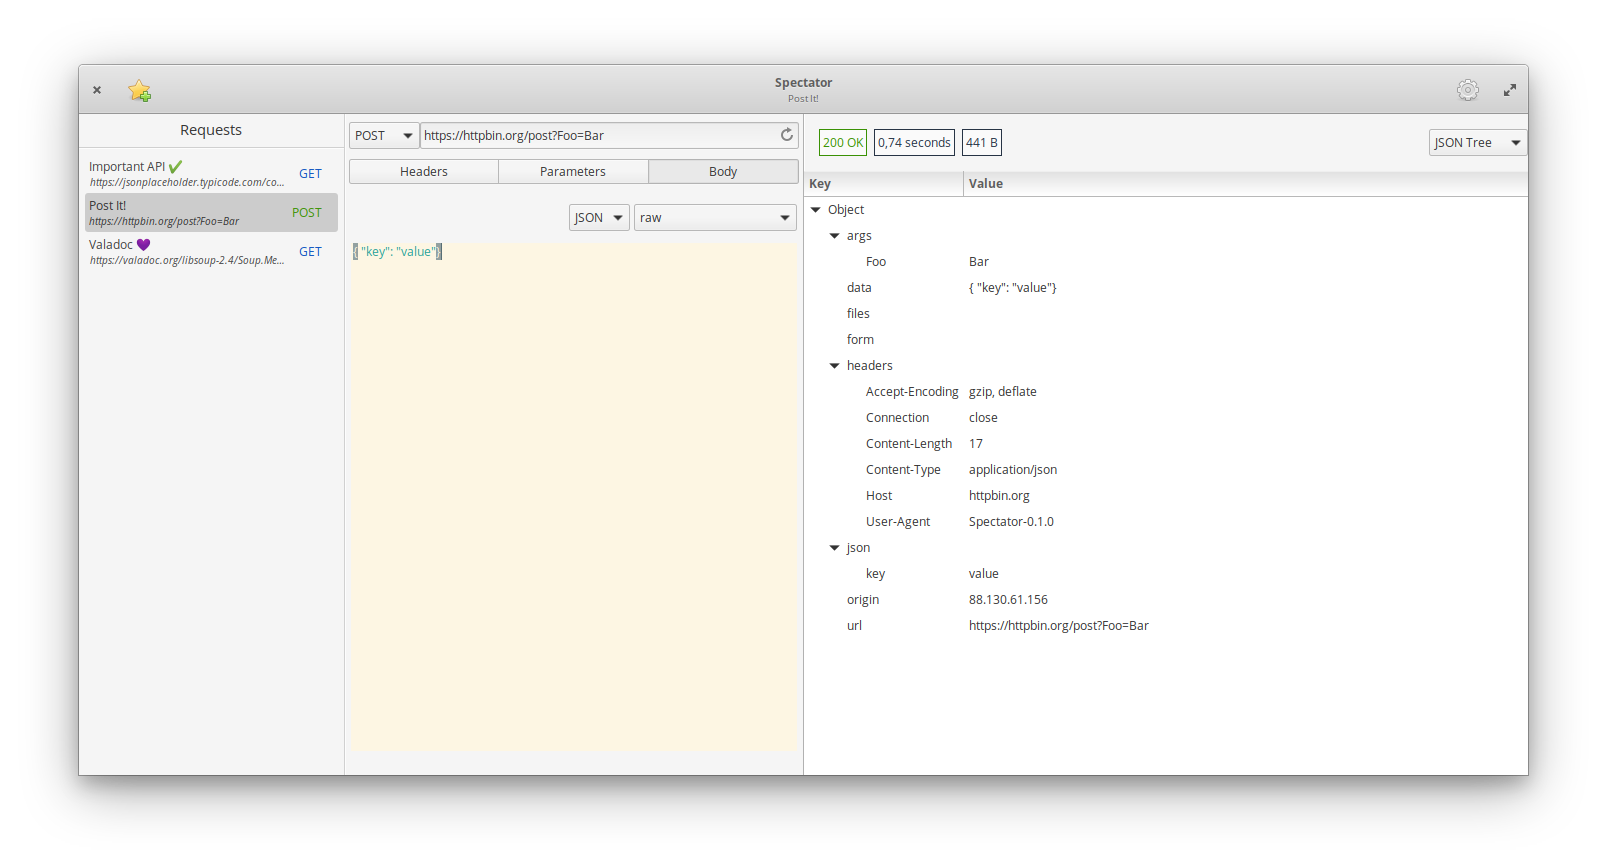 Spectator
Post It!
Requests
Important API ✔
https://jsonplaceholder.typicode.com/co...
GET
Post It!
https://httpbin.org/post?Foo=Bar
POST
Valadoc 💜
https://valadoc.org/libsoup-2.4/Soup.Me...
GET
POST
https://httpbin.org/post?Foo=Bar
Headers
Parameters
Body
JSON
raw
{ "key": "value"}
200 OK
0,74 seconds
441 B
JSON Tree
Key Value
Object
args
Foo Bar
data { "key": "value"}
files
form
headers
Accept-Encoding gzip, deflate
Connection close
Content-Length 17
Content-Type application/json
Host httpbin.org
User-Agent Spectator-0.1.0
json
key value
origin 88.130.61.156
url https://httpbin.org/post?Foo=Bar